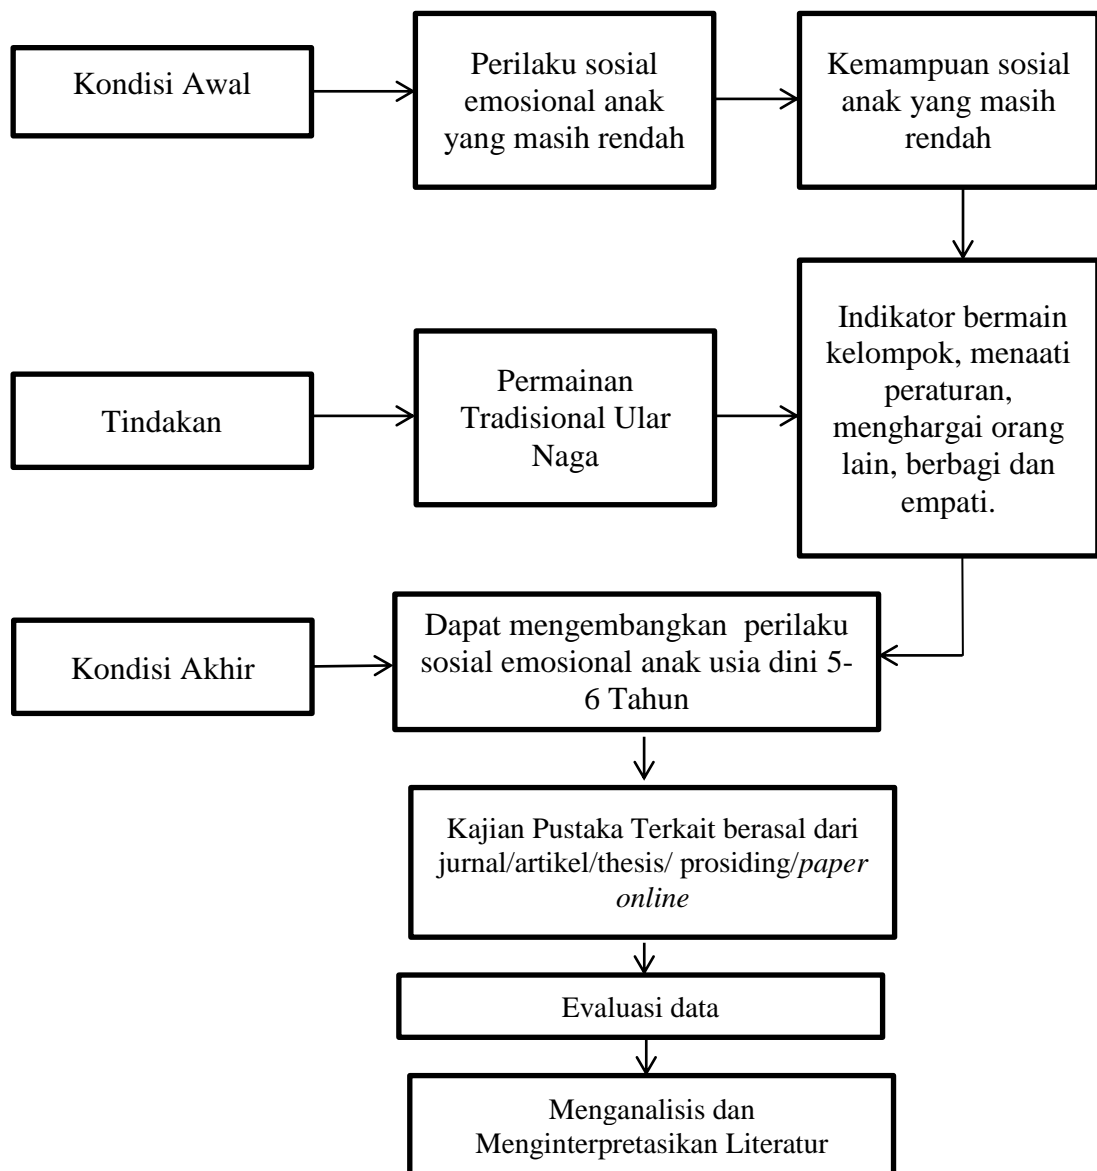 Kondisi Awal
Perilaku sosial
emosional anak
yang masih rendah
Kemampuan sosial
anak yang masih
rendah
Tindakan
Permainan
Tradisional Ular
Naga
Indikator bermain
kelompok, menaati
peraturan,
menghargai orang
lain, berbagi dan
empati.
Kondisi Akhir
Dapat mengembangkan perilaku
sosial emosional anak usia dini 5-
6 Tahun
Kajian Pustaka Terkait berasal dari
jurnal/artikel/thesis/ prosiding/paper
online
Evaluasi data
Menganalisis dan
Menginterpretasikan Literatur